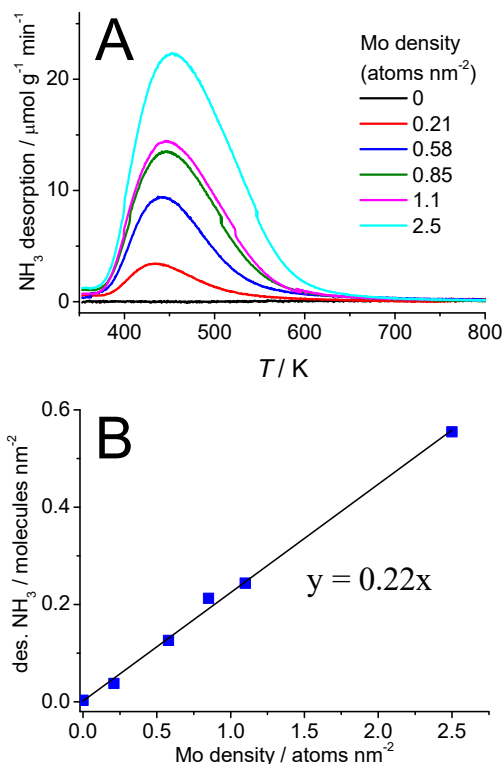 A
Mo density
(atoms nm⁻²)
0
0.21
0.58
0.85
1.1
2.5
NH₃ desorption / μmol g⁻¹ min⁻¹
20
10
0
400 500 600 700 800
T / K
B
des. NH₃ / molecules nm⁻²
0.6
0.4
0.2
0.0
y = 0.22x
0.0 0.5 1.0 1.5 2.0 2.5
Mo density / atoms nm⁻²